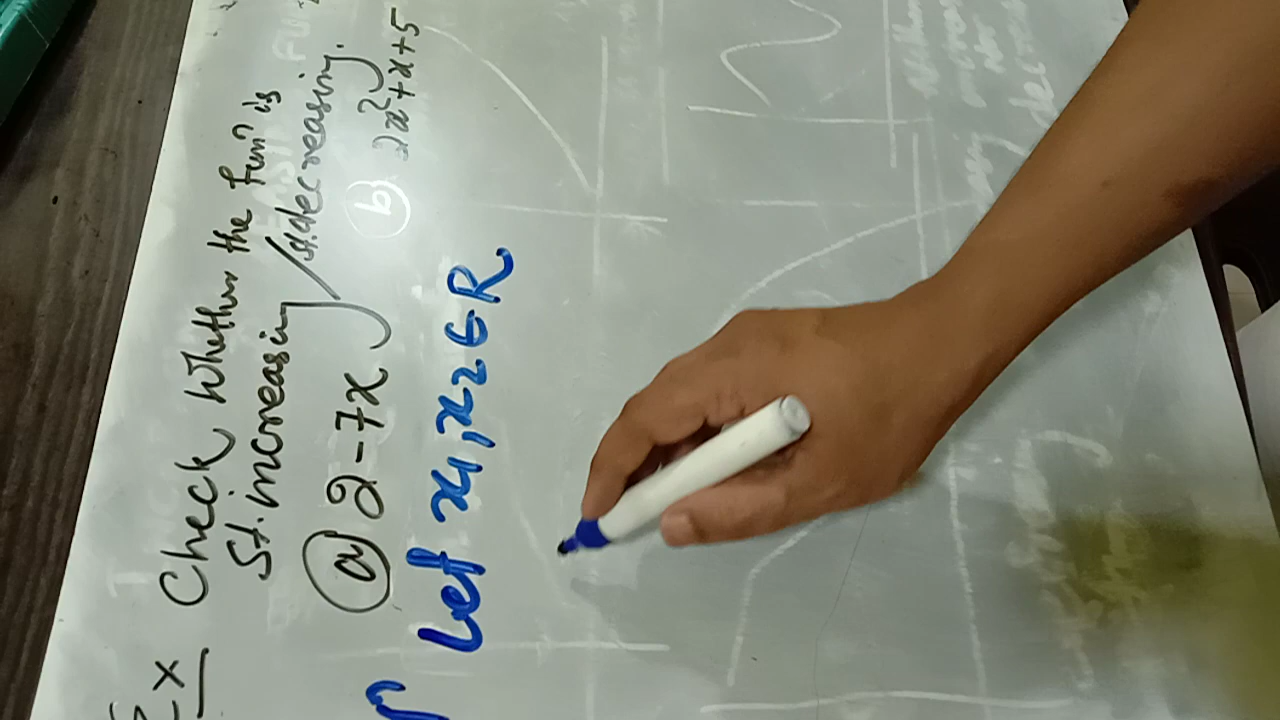 Ex Check whether the funⁿ is
St. increasing/st. decreasing.
(a) 2-7x (b) 2x²+x+5
Let x1, x2 ∈ R